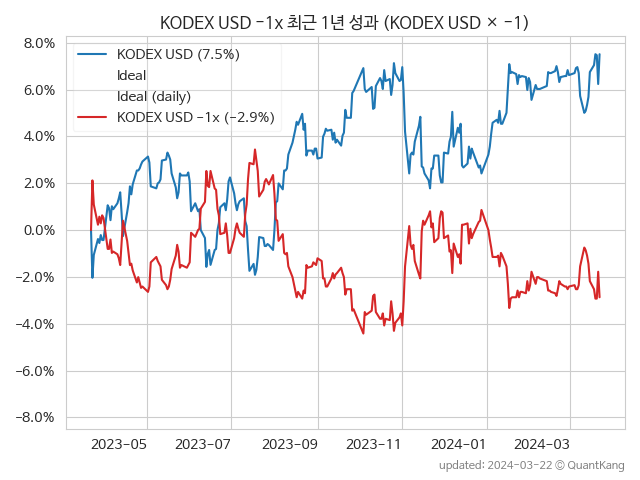 KODEX USD −1x 최근 1년 성과 (KODEX USD × −1)
8.0%
6.0%
4.0%
2.0%
0.0%
−2.0%
−4.0%
−6.0%
−8.0%
KODEX USD (7.5%)
Ideal
Ideal (daily)
KODEX USD −1x (−2.9%)
2023-05 2023-07 2023-09 2023-11 2024-01 2024-03
updated: 2024-03-22 © QuantKang